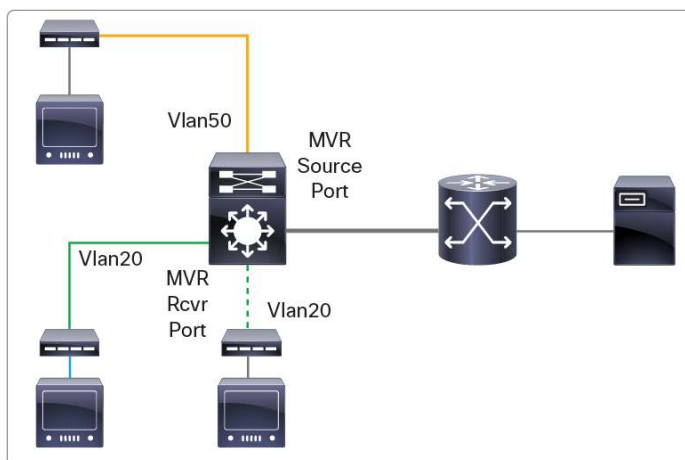 Vlan50
MVR
Source
Port
Vlan20
MVR
Rcvr
Port
Vlan20